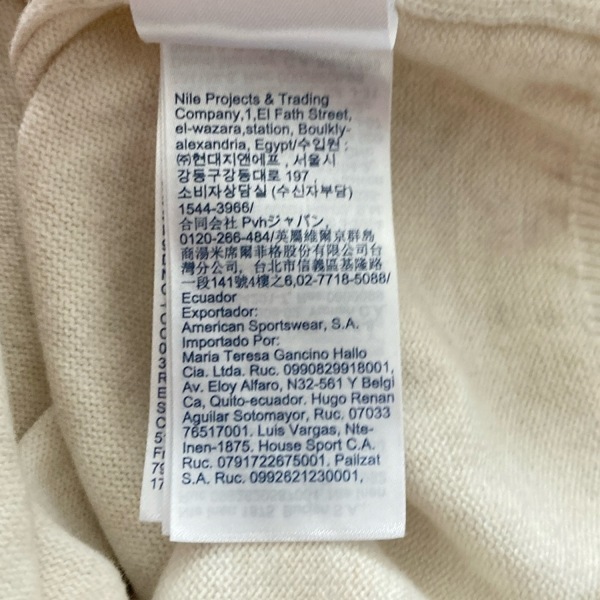 Nile Projects & Trading
Company,1,El Fath Street,
el-wazara,station, Boulkly-
alexandria, Egypt/수입원 :
㈜현대지앤에프 , 서울시
강동구강동대로 197
소비자상담실 (수신자부담)
1544-3966/
合同会社 Pvhジャパン,
0120-266-484/英屬維爾京群島
商湯米席爾菲格股份有限公司台
灣分公司, 台北市信義區基隆路
一段141號4樓之6,02-7718-5088/
Ecuador
Exportador:
American Sportswear, S.A.
Importado Por:
Maria Teresa Gancino Hallo
Cia. Ltda. Ruc. 0990829918001,
Av. Eloy Alfaro, N32-561 Y Belgi
Ca, Quito-ecuador. Hugo Renan
Aguilar Sotomayor, Ruc. 07033
76517001. Luis Vargas, Nte-
Inen-1875. House Sport C.A.
Ruc. 0791722675001, Pailzat
S.A. Ruc. 0992621230001,